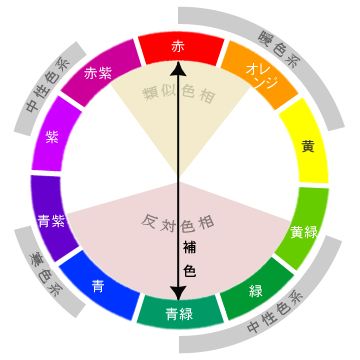 赤
オレンジ
黄
黄緑
緑
青緑
青
青紫
紫
赤紫
暖色系
中性色系
寒色系
中性色系
類似色相
反対色相
補色